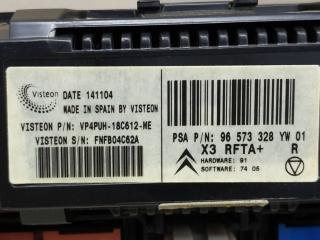 Visteon
DATE 141104
MADE IN SPAIN BY VISTEON
VISTEON P/N: VP4PUH-18C612-ME
VISTEON S/N: FNFB04C62A
PSA P/N: 96 573 328 YW 01
X3 RFTA+ R
HARDWARE: 91
SOFTWARE: 74 05